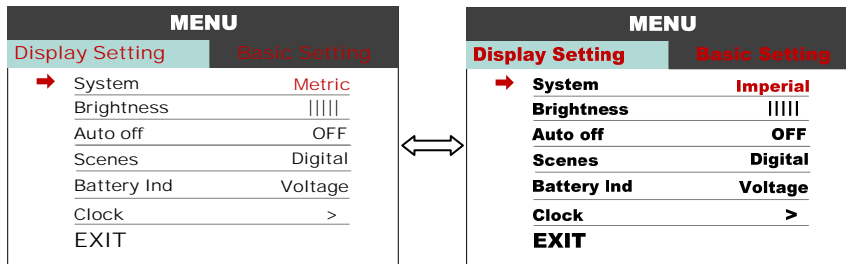 MENU
Display Setting Basic Setting
System Metric
Brightness |||||
Auto off OFF
Scenes Digital
Battery Ind Voltage
Clock >
EXIT
MENU
Display Setting Basic Setting
System Imperial
Brightness |||||
Auto off OFF
Scenes Digital
Battery Ind Voltage
Clock >
EXIT